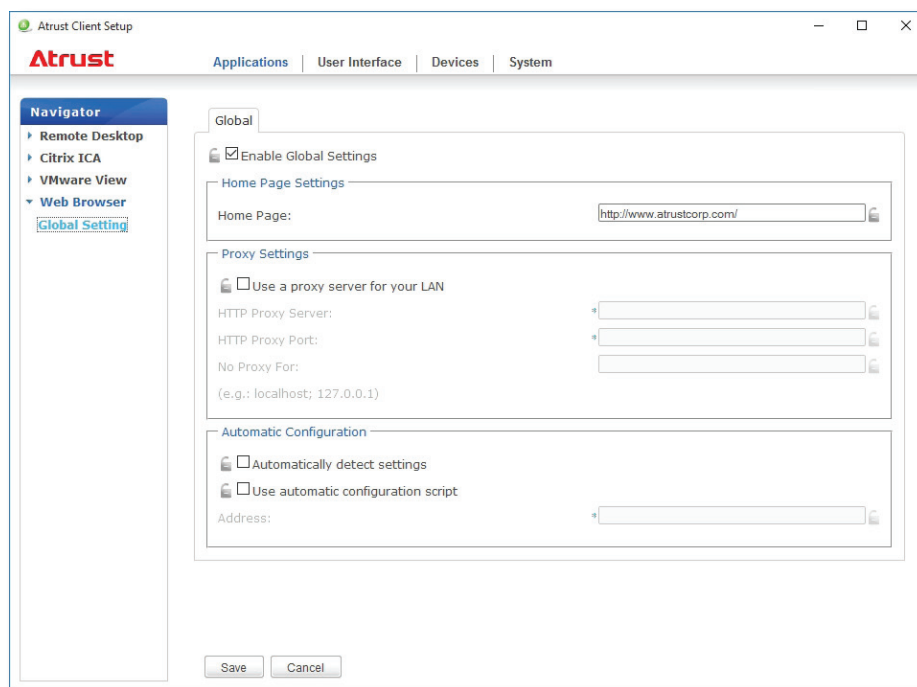 Atrust Client Setup
Atrust
Applications | User Interface | Devices | System
Navigator
Remote Desktop
Citrix ICA
VMware View
Web Browser
Global Setting
Global
Enable Global Settings
Home Page Settings
Home Page: http://www.atrustcorp.com/
Proxy Settings
Use a proxy server for your LAN
HTTP Proxy Server: *
HTTP Proxy Port: *
No Proxy For:
(e.g.: localhost; 127.0.0.1)
Automatic Configuration
Automatically detect settings
Use automatic configuration script
Address: *
Save Cancel